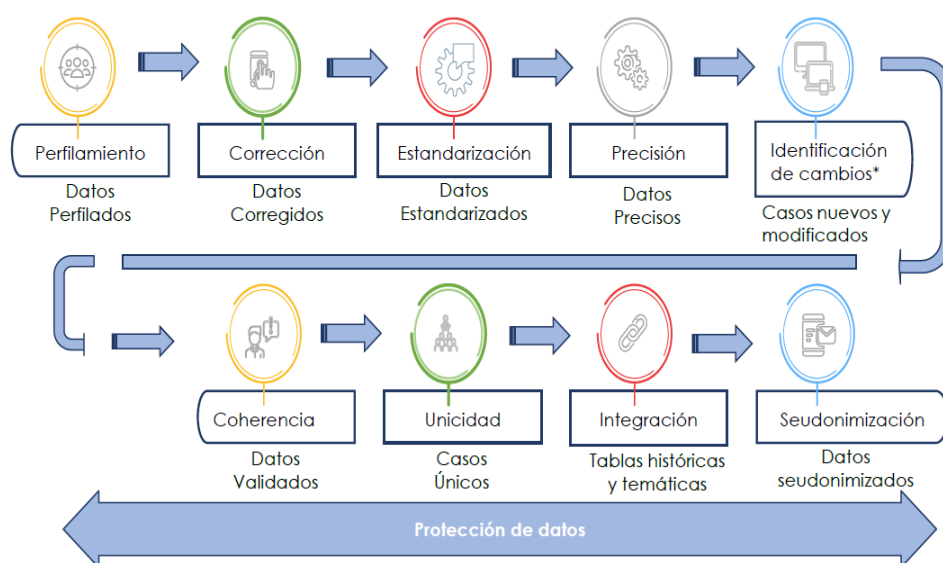 Perfilamiento
Corrección
Estandarización
Precisión
Identificación
de cambios*
Datos
Perfilados
Datos
Corregidos
Datos
Estandarizados
Datos
Precisos
Casos nuevos y
modificados
Coherencia
Unicidad
Integración
Seudonimización
Datos
Validados
Casos
Únicos
Tablas históricas
y temáticas
Datos
seudonimizados
Protección de datos